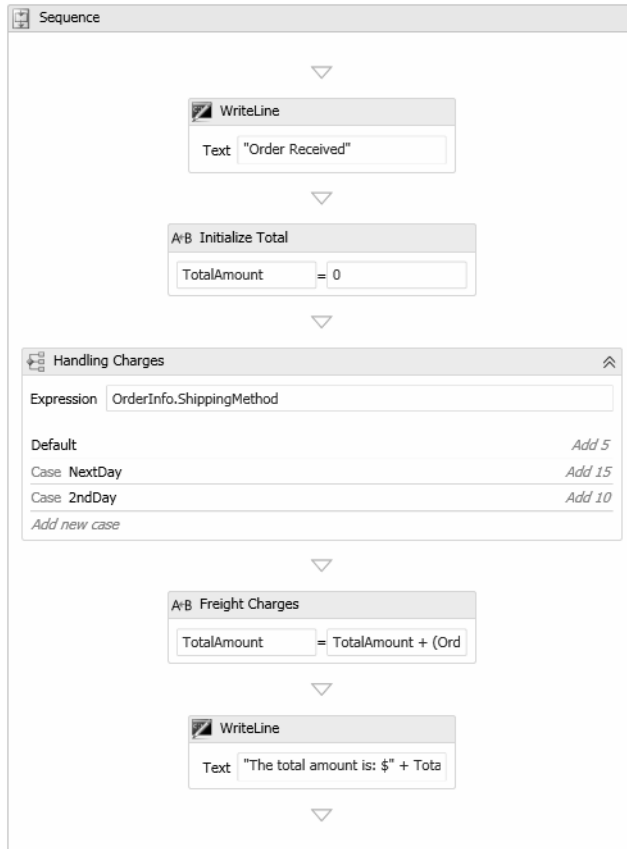 Sequence
WriteLine
Text "Order Received"
A+B Initialize Total
TotalAmount = 0
Handling Charges
Expression OrderInfo.ShippingMethod
Default Add 5
Case NextDay Add 15
Case 2ndDay Add 10
Add new case
A+B Freight Charges
TotalAmount = TotalAmount + (Ord
WriteLine
Text "The total amount is: $" + Tota